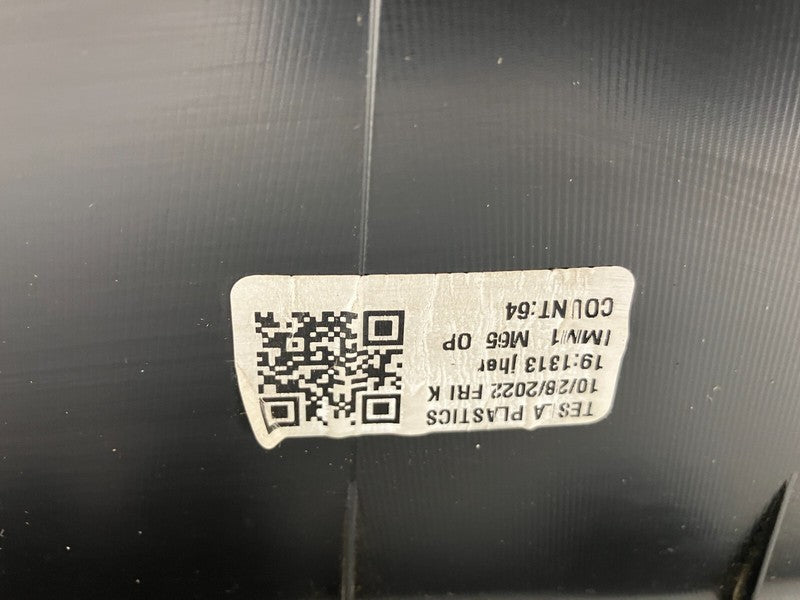 TESLA PLASTICS
10/28/2022 FRI K
19:1313 jher
IMM1 M65 OP
COUNT:64